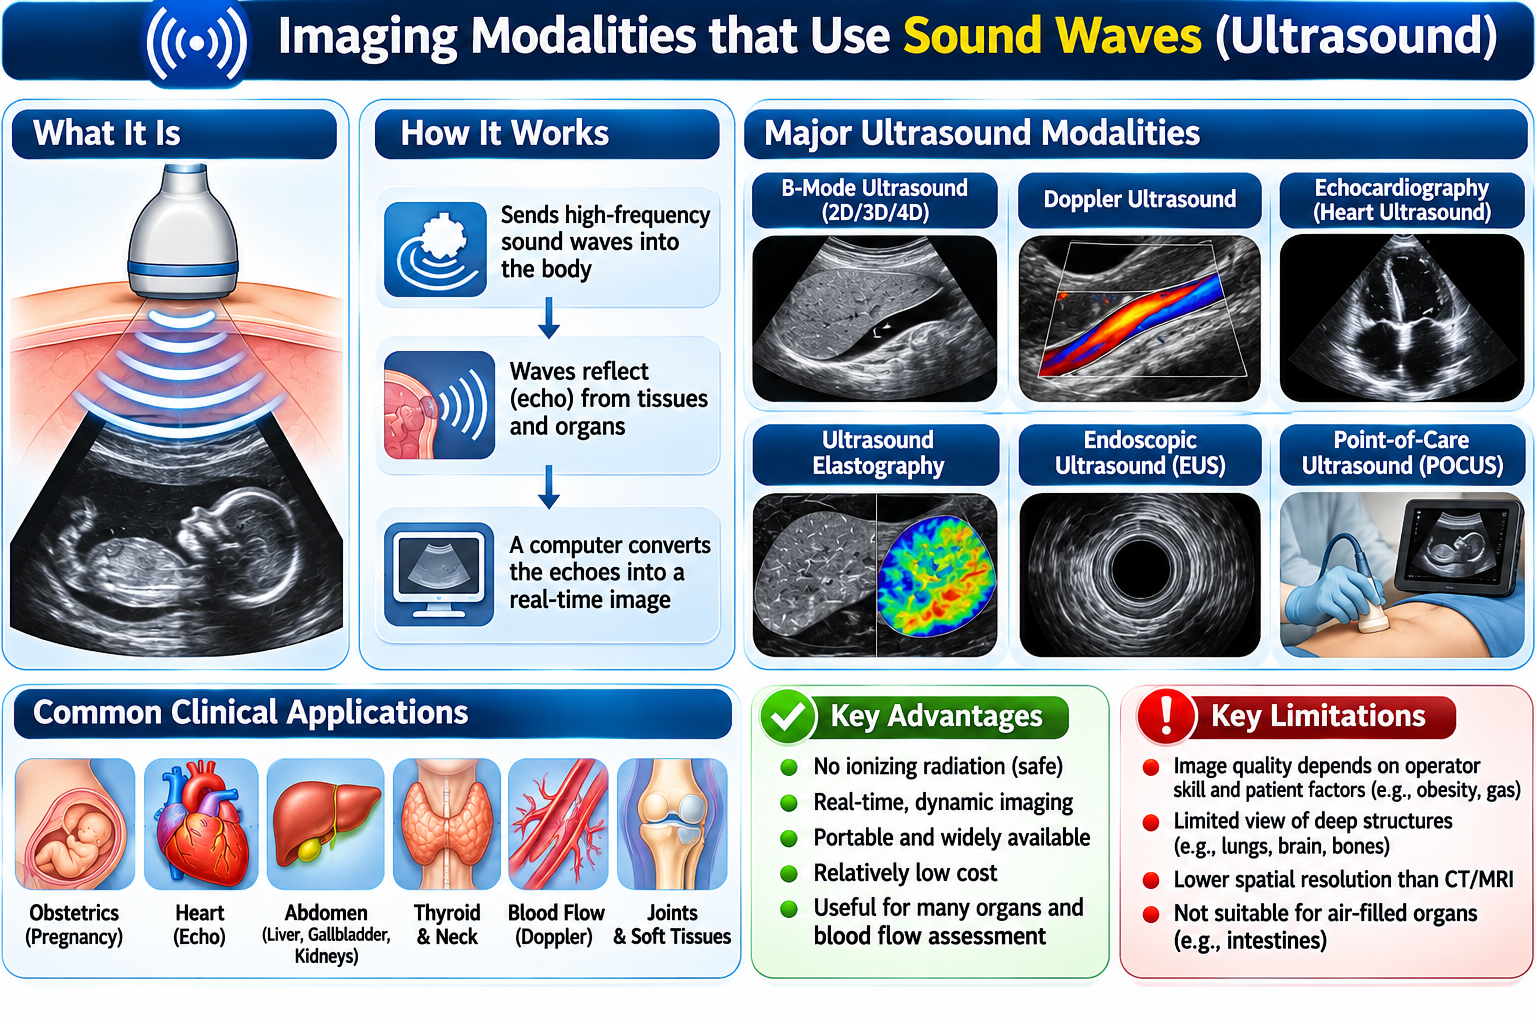 Imaging Modalities that Use Sound Waves (Ultrasound)
What It Is
How It Works
Sends high-frequency
sound waves into
the body
Waves reflect
(echo) from tissues
and organs
A computer converts
the echoes into a
real-time image
Major Ultrasound Modalities
B-Mode Ultrasound
(2D/3D/4D)
Doppler Ultrasound
Echocardiography
(Heart Ultrasound)
Ultrasound
Elastography
Endoscopic
Ultrasound (EUS)
Point-of-Care
Ultrasound (POCUS)
Common Clinical Applications
Obstetrics
(Pregnancy)
Heart
(Echo)
Abdomen
(Liver, Gallbladder,
Kidneys)
Thyroid
& Neck
Blood Flow
(Doppler)
Joints
& Soft Tissues
Key Advantages
No ionizing radiation (safe)
Real-time, dynamic imaging
Portable and widely available
Relatively low cost
Useful for many organs and
blood flow assessment
Key Limitations
Image quality depends on operator
skill and patient factors (e.g., obesity, gas)
Limited view of deep structures
(e.g., lungs, brain, bones)
Lower spatial resolution than CT/MRI
Not suitable for air-filled organs
(e.g., intestines)